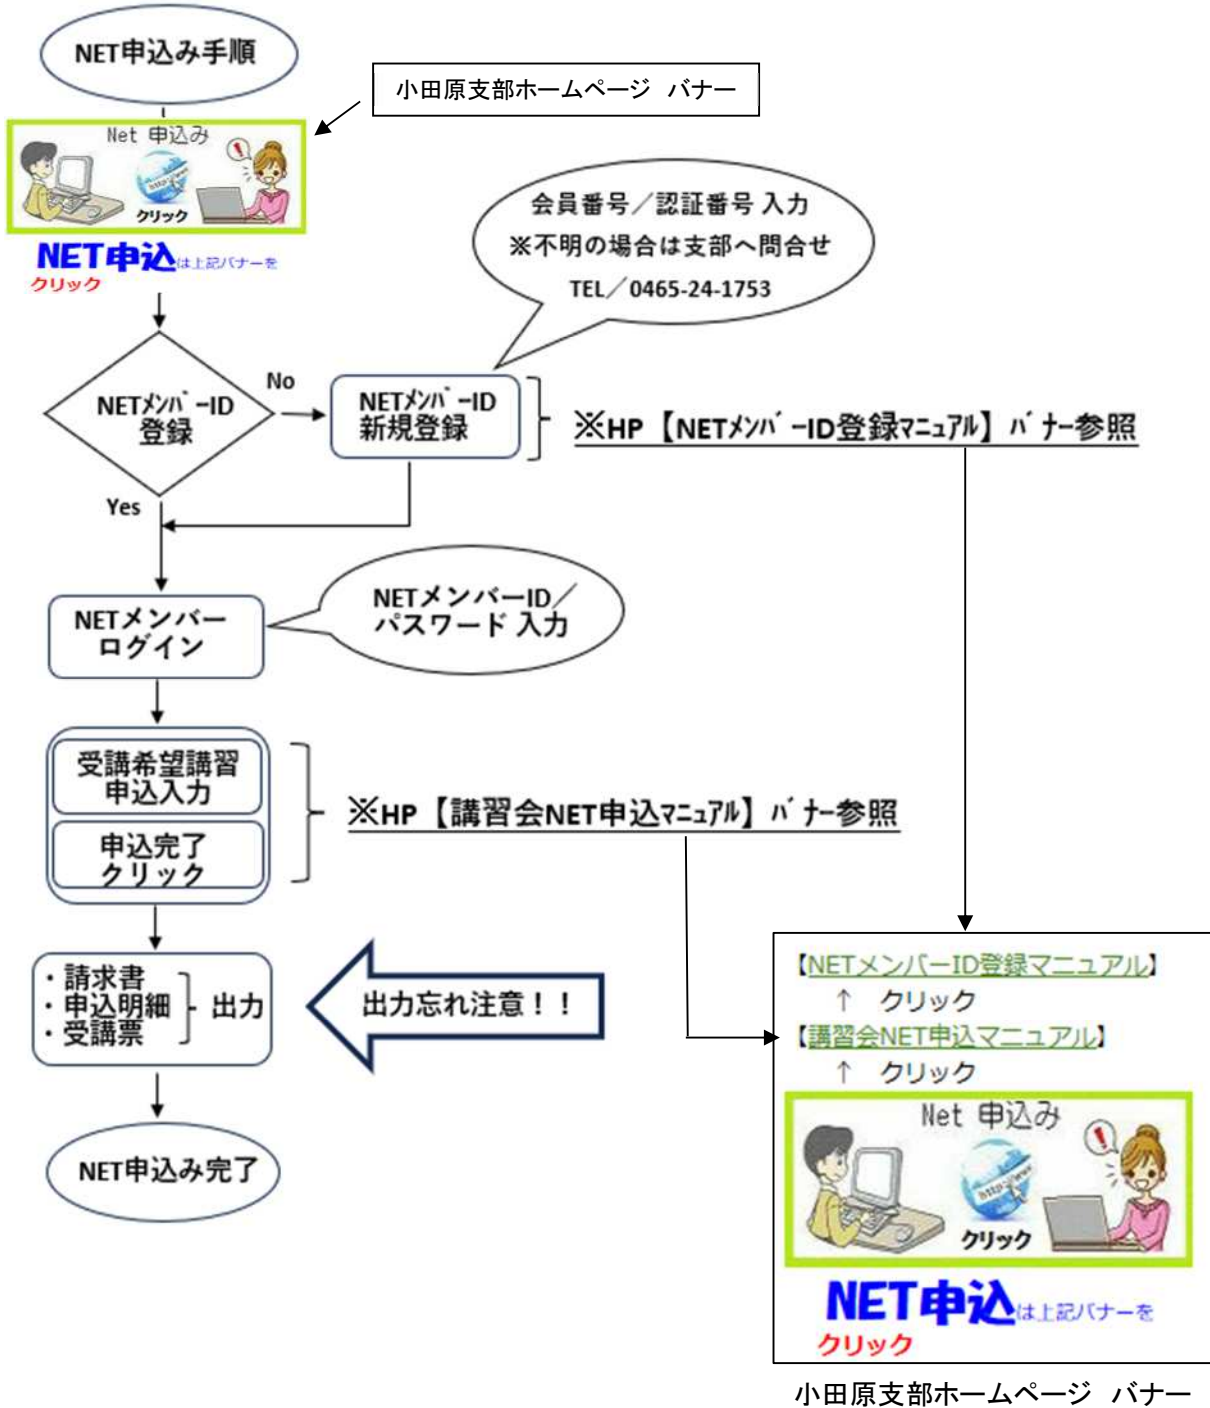 NET申込み手順
小田原支部ホームページ　バナー
Net 申込み
クリック
NET申込は上記バナーを
クリック
会員番号／認証番号 入力
※不明の場合は支部へ問合せ
TEL／0465-24-1753
NETﾒﾝﾊﾞｰID
登録
No
Yes
NETﾒﾝﾊﾞｰID
新規登録
※HP【NETﾒﾝﾊﾞｰID登録ﾏﾆｭｱﾙ】ﾊﾞﾅｰ参照
NETメンバー
ログイン
NETメンバーID／
パスワード 入力
受講希望講習
申込入力
申込完了
クリック
※HP【講習会NET申込ﾏﾆｭｱﾙ】ﾊﾞﾅｰ参照
・請求書
・申込明細
・受講票
出力
出力忘れ注意！！
NET申込み完了
【NETメンバーID登録マニュアル】
↑　クリック
【講習会NET申込マニュアル】
↑　クリック
Net 申込み
http://www
クリック
NET申込は上記バナーを
クリック
小田原支部ホームページ　バナー